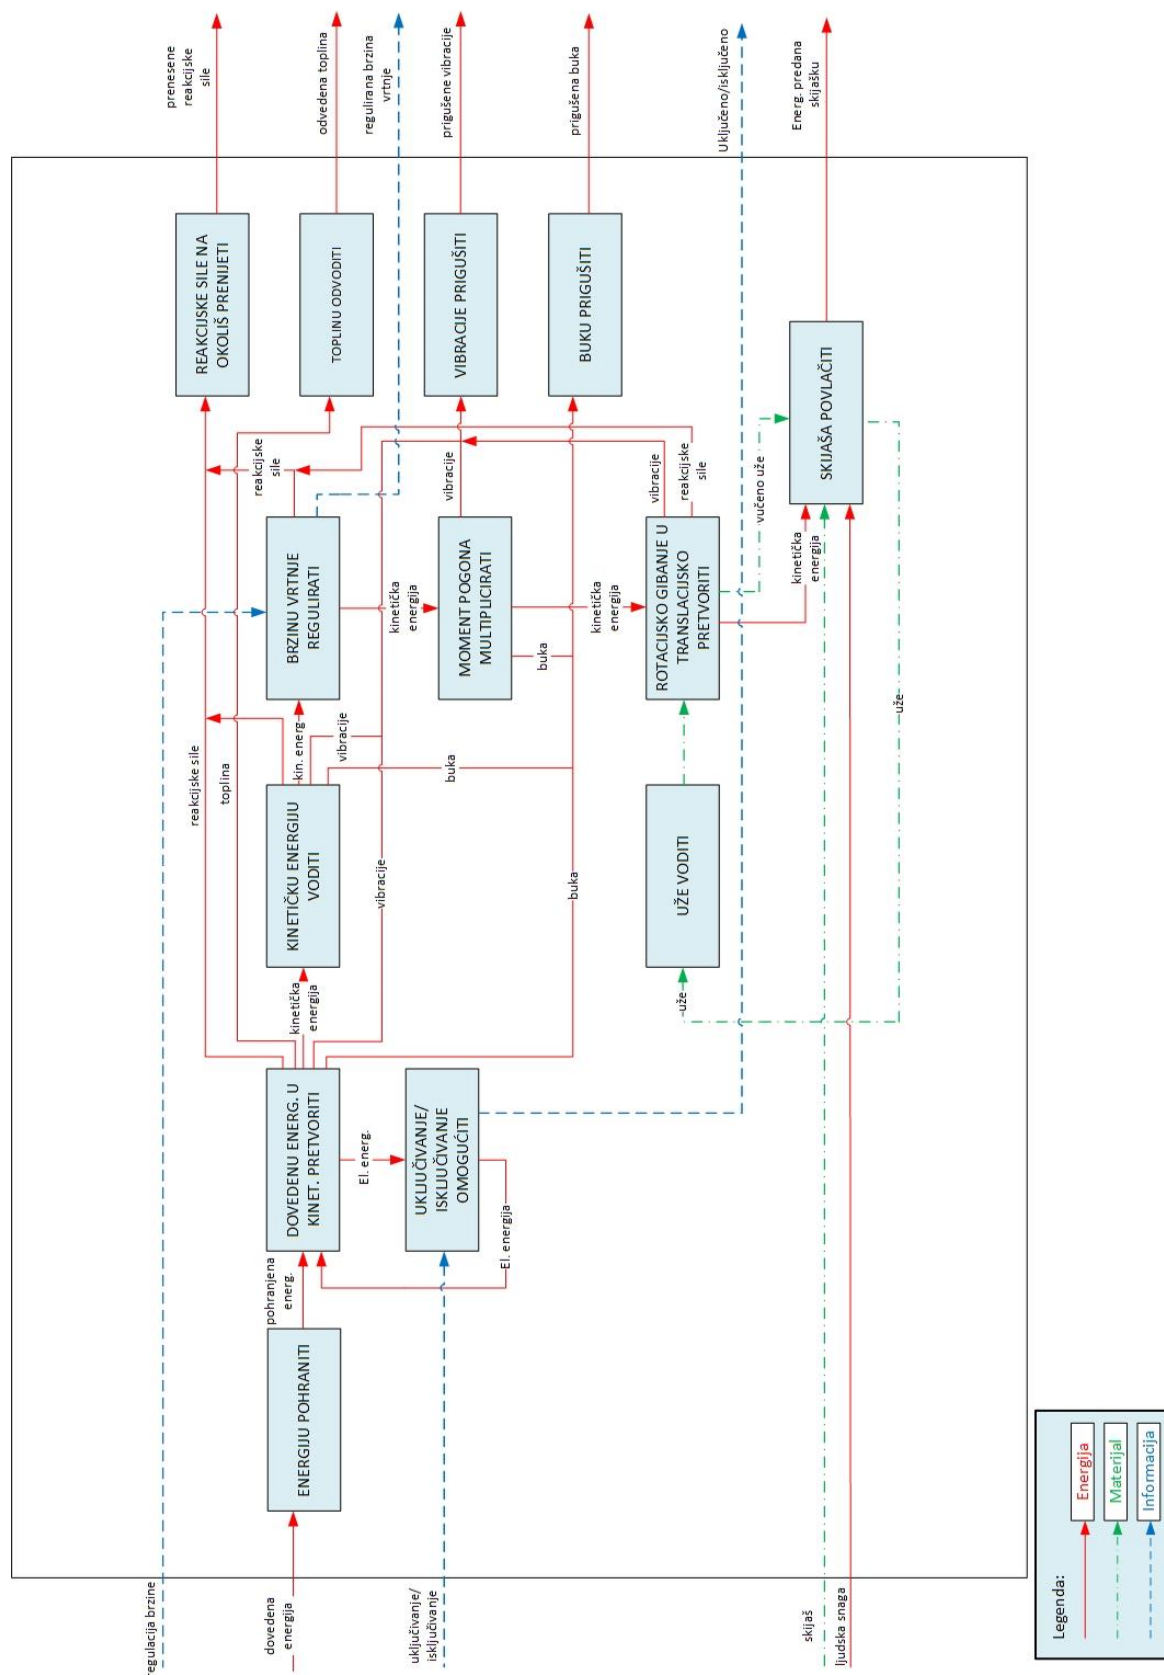 regulacija brzine
dovedena
energija
uključivanje/
isključivanje
skijaš
ljudska snaga
ENERGIJU POHRANITI
pohranjena
energ.
DOVEDENU ENERG. U
KINET. PRETVORITI
El. energ.
UKLJUČIVANJE/
ISKLJUČIVANJE
OMOGUĆITI
El. energija
reakcijske sile
toplina
kinetička
energija
vibracije
buka
KINETIČKU ENERGIJU
VODITI
kin. energ
vibracije
buka
uže
UŽE VODITI
BRZINU VRTNJE
REGULIRATI
reakcijske
sile
kinetička
energija
MOMENT POGONA
MULTIPLICIRATI
vibracije
buka
kinetička
energija
ROTACIJSKO GIBANJE U
TRANSLACIJSKO
PRETVORITI
vibracije
reakcijske
sile
vučeno uže
kinetička
energija
uže
REAKCIJSKE SILE NA
OKOLIŠ PRENIJETI
TOPLINU ODVODITI
VIBRACIJE PRIGUŠITI
BUKU PRIGUŠITI
SKIJAŠA POVLAČITI
prenesene
reakcijske
sile
odvedena toplina
regulirana brzina
vrtnje
prigušene vibracije
prigušena buka
Uključeno/isključeno
Energ. predana
skijašku
Legenda:
Energija
Materijal
Informacija